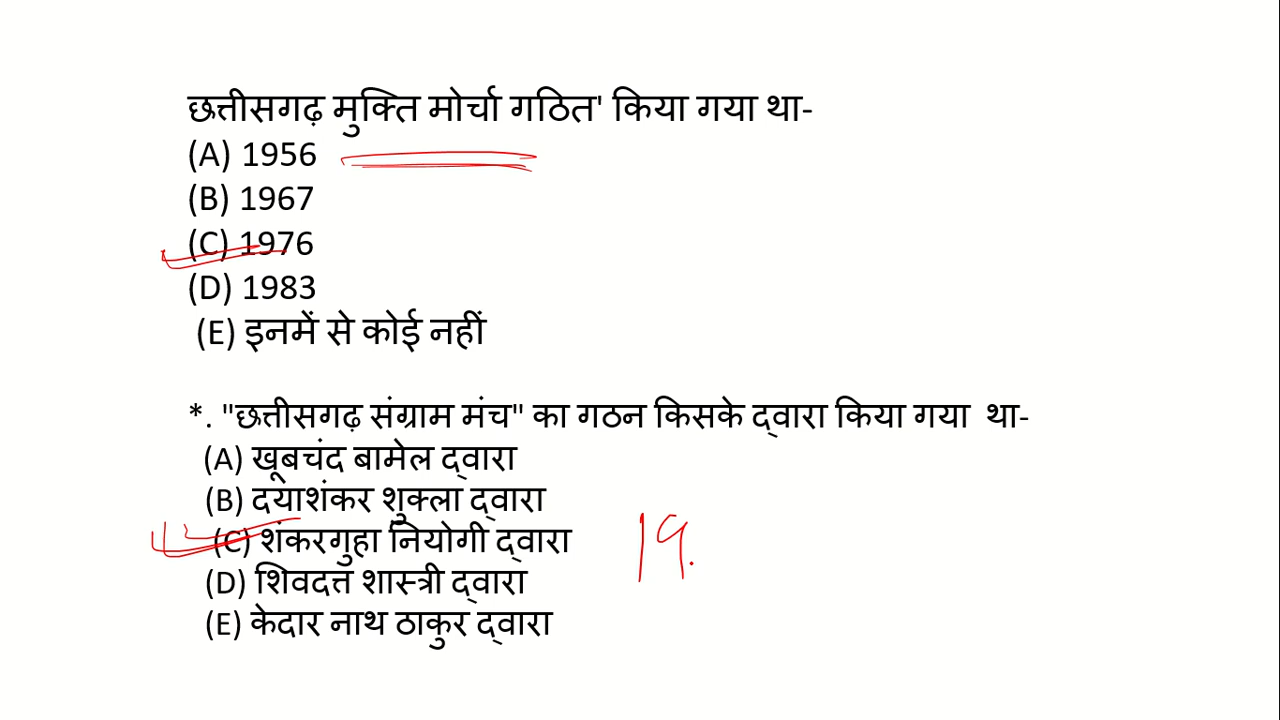 छत्तीसगढ़ मुक्ति मोर्चा गठित' किया गया था-
(A) 1956
(B) 1967
(C) 1976
(D) 1983
(E) इनमें से कोई नहीं
*. "छत्तीसगढ़ संग्राम मंच" का गठन किसके द्वारा किया गया था-
(A) खूबचंद बामेल द्वारा
(B) दयाशंकर शुक्ला द्वारा
(C) शंकरगुहा नियोगी द्वारा
19.
(D) शिवदत्त शास्त्री द्वारा
(E) केदार नाथ ठाकुर द्वारा